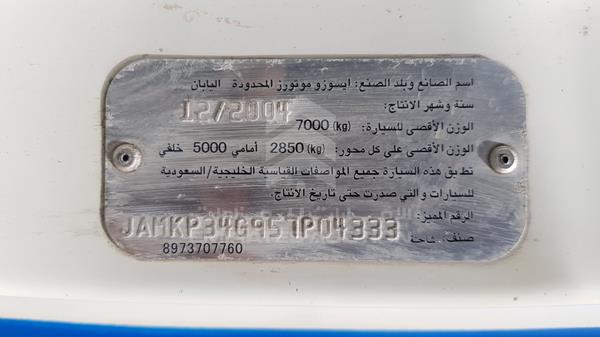 اسم الصانع وبلد الصنع: ايسوزو موتورز المحدودة اليابان
سنة وشهر الانتاج:
12/2004
الوزن الأقصى للسيارة: 7000 (kg)
الوزن الأقصى على كل محور: 2850 (kg) أمامي 5000 خلفي
تطبق هذه السيارة جميع المواصفات القياسية الخليجية/السعودية
للسيارات والتي صدرت حتى تاريخ الانتاج.
الرقم المميز:
JAMKP34G957P04333
صنف: شاحة
8973707760